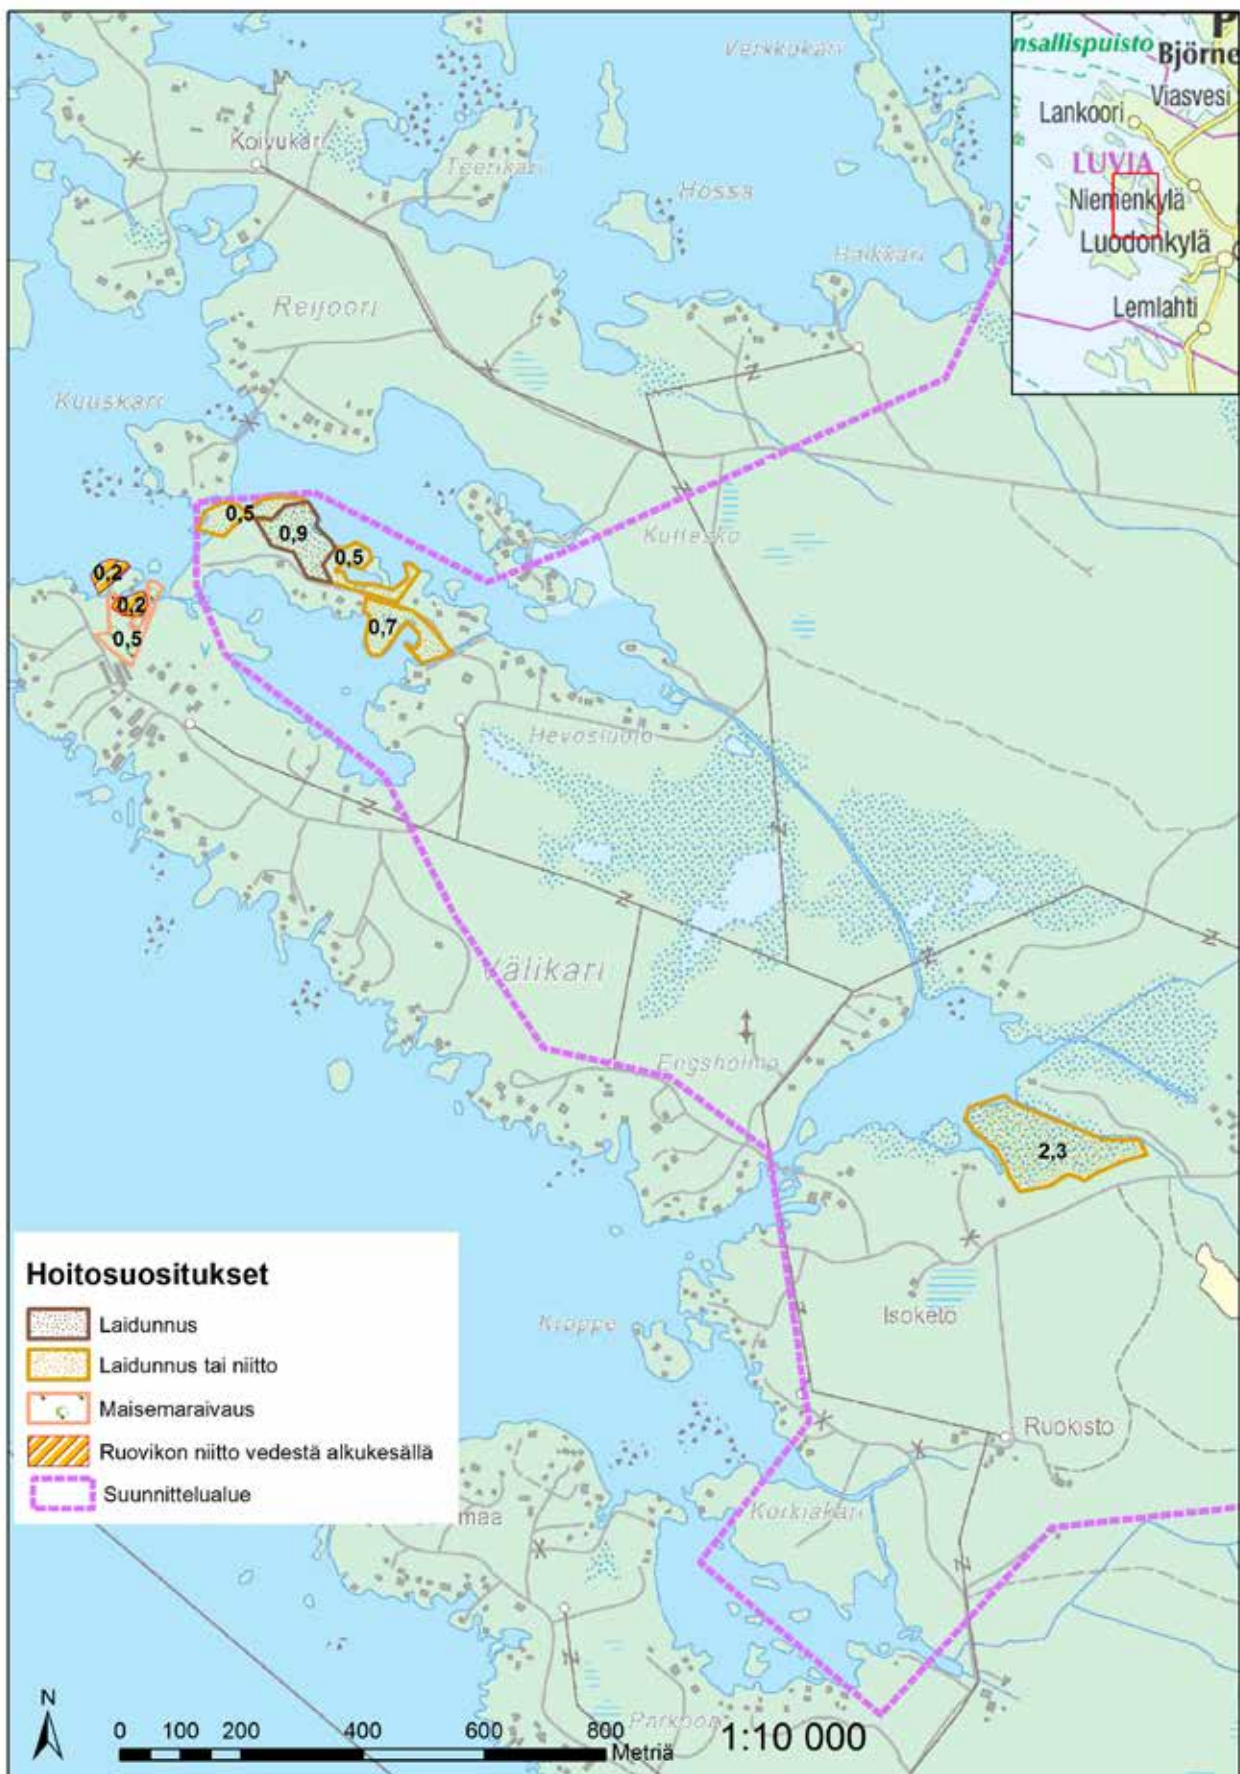 Verkkokari
Koivukari
Teerikari
Hossa
Haikkari
Reijoori
Kuuskari
nsallispuisto
P
Björne
Viasvesi
Lankoori
LUVIA
Niemenkylä
Luodonkylä
Lemlahti
0,5
0,9
0,5
0,2
0,2
0,5
0,7
Hevosluoto
Välikari
Engsholma
2,3
Hoitosuositukset
Laidunnus
Laidunnus tai niitto
Maisemaraivaus
Ruovikon niitto vedestä alkukesällä
Suunnittelualue
Kroppe
Isoketo
Ruokisto
Korkiakari
maa
N
0 100 200 400 600 800
Metriä
1:10 000